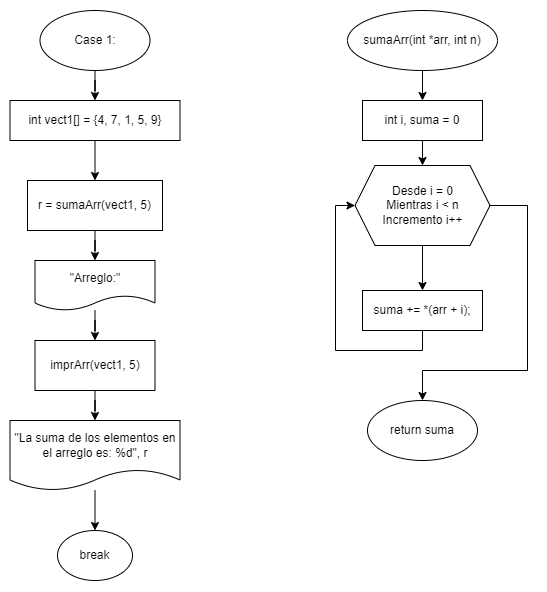 Case 1:
int vect1[] = {4, 7, 1, 5, 9}
r = sumaArr(vect1, 5)
"Arreglo:"
imprArr(vect1, 5)
"La suma de los elementos en
el arreglo es: %d", r
break
sumaArr(int *arr, int n)
int i, suma = 0
Desde i = 0
Mientras i < n
Incremento i++
suma += *(arr + i);
return suma